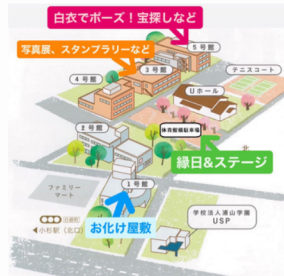 白衣でポーズ！宝探しなど
写真展、スタンプラリーなど
5号館
3号館
4号館
テニスコート
Uホール
体育館横駐車場
2号館
北
縁日&ステージ
ファミリー
マート
1号館
小杉駅（北口）
お化け屋敷
学校法人浦山学園
USP